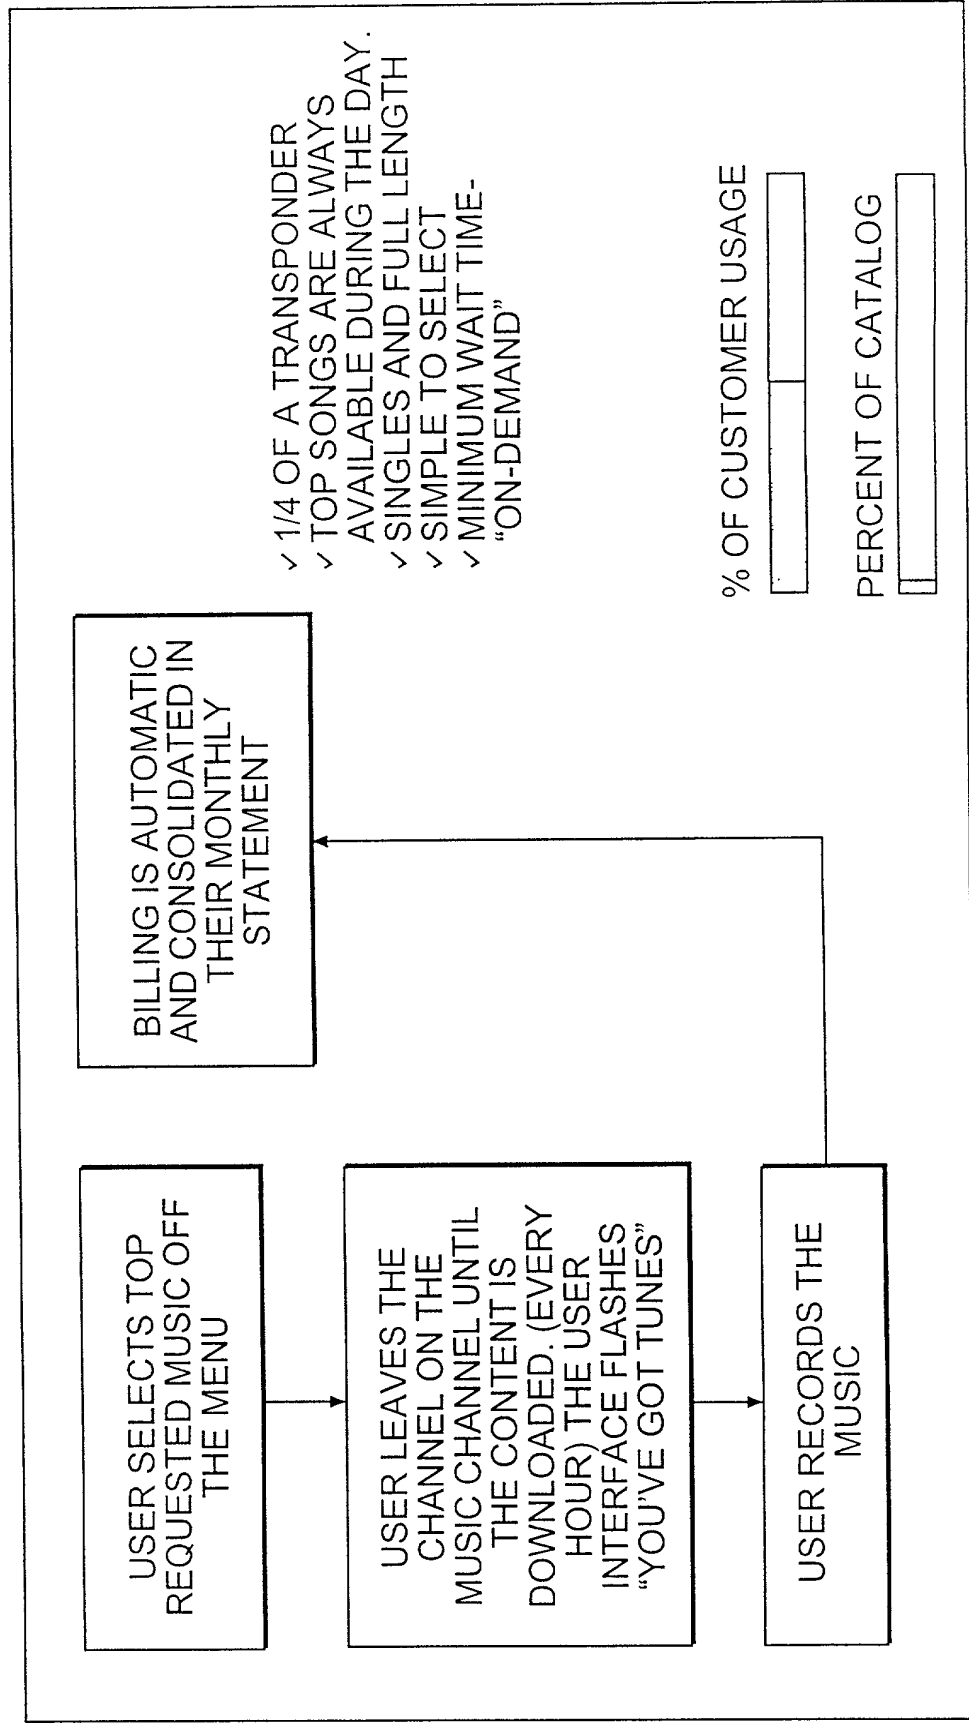 USER SELECTS TOP
REQUESTED MUSIC OFF
THE MENU
USER LEAVES THE
CHANNEL ON THE
MUSIC CHANNEL UNTIL
THE CONTENT IS
DOWNLOADED. (EVERY
HOUR) THE USER
INTERFACE FLASHES
“YOU’VE GOT TUNES”
USER RECORDS THE
MUSIC
BILLING IS AUTOMATIC
AND CONSOLIDATED IN
THEIR MONTHLY
STATEMENT
✓ 1/4 OF A TRANSPONDER
✓ TOP SONGS ARE ALWAYS
AVAILABLE DURING THE DAY.
✓ SINGLES AND FULL LENGTH
✓ SIMPLE TO SELECT
✓ MINIMUM WAIT TIME-
“ON-DEMAND”
% OF CUSTOMER USAGE
PERCENT OF CATALOG